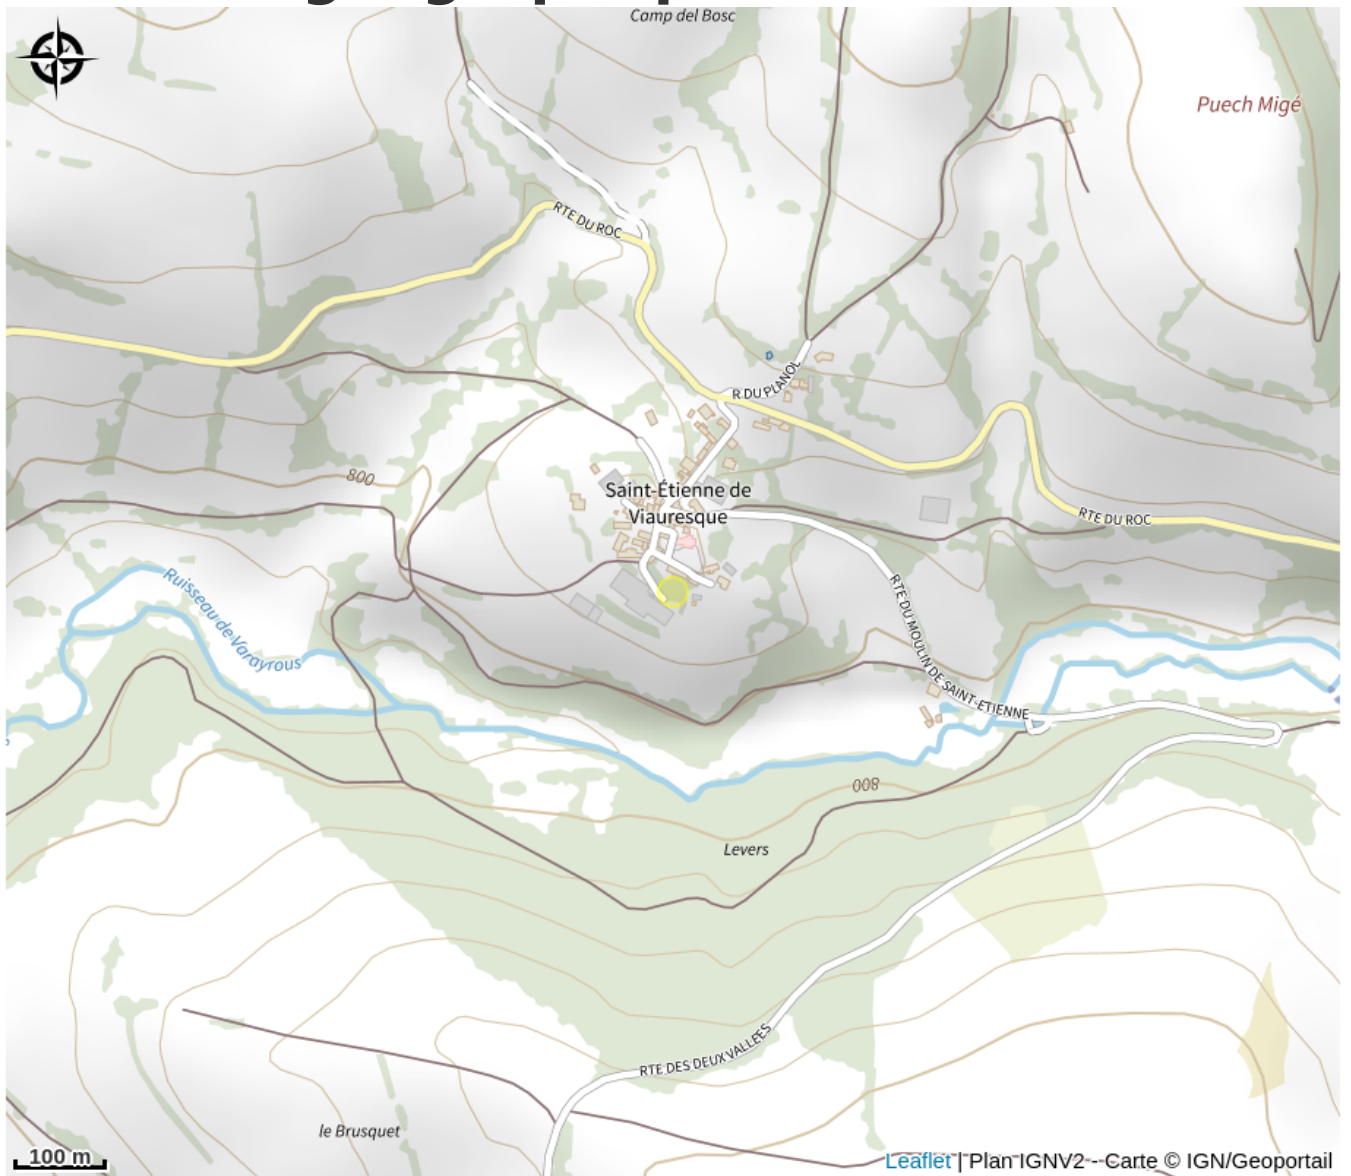 Camp del Bosc
Puech Migé
RTE DU ROC
R DU PLANOL
800
Saint-Étienne de
Viauresque
RTE DU ROC
Ruisseau de Varayrous
RTE DU MOULIN DE SAINT-ETIENNE
800
Levers
RTE DES DEUX VALLEES
le Brusquet
100 m
Leaflet | Plan IGNV2 - Carte © IGN/Geoportail